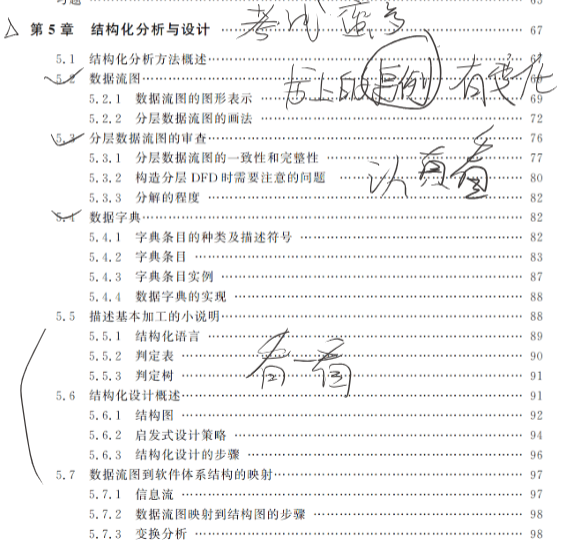 习题 65
第5章 结构化分析与设计 67
考试
5.1 结构化分析方法概述 67
5.2 数据流图 68
书上的 例 有变化
5.2.1 数据流图的图形表示 69
5.2.2 分层数据流图的画法 72
5.3 分层数据流图的审查 76
5.3.1 分层数据流图的一致性和完整性 77
5.3.2 构造分层 DFD 时需要注意的问题 80
认真看
5.3.3 分解的程度 82
5.4 数据字典 82
5.4.1 字典条目的种类及描述符号 82
5.4.2 字典条目 83
5.4.3 字典条目实例 87
5.4.4 数据字典的实现 88
5.5 描述基本加工的小说明 88
5.5.1 结构化语言 89
5.5.2 判定表 90
5.5.3 判定树 91
看一看
5.6 结构化设计概述 91
5.6.1 结构图 92
5.6.2 启发式设计策略 94
5.6.3 结构化设计的步骤 96
5.7 数据流图到软件体系结构的映射 97
5.7.1 信息流 97
5.7.2 数据流图映射到结构图的步骤 98
5.7.3 变换分析 98